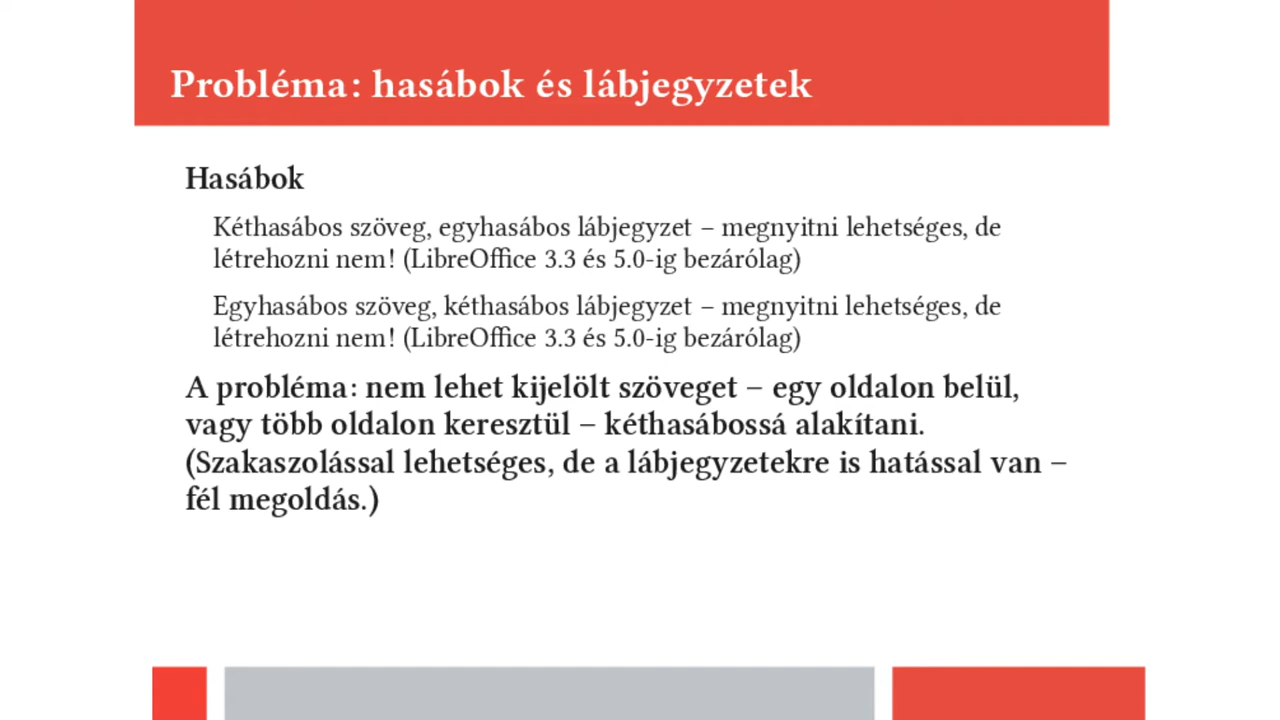 Probléma: hasábok és lábjegyzetek
Hasábok
Kéthasábos szöveg, egyhasábos lábjegyzet – megnyitni lehetséges, de
létrehozni nem! (LibreOffice 3.3 és 5.0-ig bezárólag)
Egyhasábos szöveg, kéthasábos lábjegyzet – megnyitni lehetséges, de
létrehozni nem! (LibreOffice 3.3 és 5.0-ig bezárólag)
A probléma: nem lehet kijelölt szöveget – egy oldalon belül,
vagy több oldalon keresztül – kéthasábossá alakítani.
(Szakaszolással lehetséges, de a lábjegyzetekre is hatással van –
fél megoldás.)